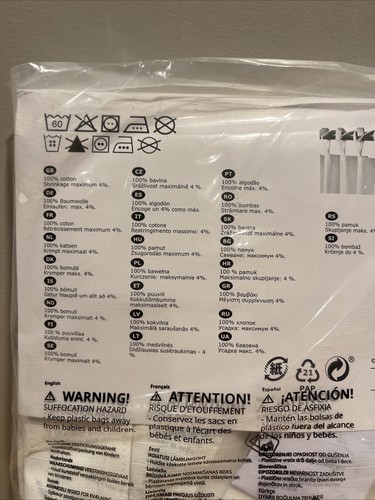 60
GB
100% cotton
Shrinkage maximum 4%.
DE
100% Baumwolle
Einlaufen: max. 4%.
FR
100% coton
Rétrécissement maximum 4%.
NL
100% katoen
Krimpt maximaal 4%.
DK
100% bomuld
Krymper maks. 4%.
IS
100% bómull
Getur hlaupið um allt að 4%.
NO
100% bomull
Krymper maksimalt 4 %.
FI
100 % puuvillaa
Kutistuma enint. 4 %.
SE
100% bomull
Krymper maximalt 4%.
CZ
100% bavlna
Sráživost maximálně 4 %.
ES
100% algodón
Encoge un 4% como máx.
IT
100% cotone
Restringimento massimo: 4%.
HU
100% pamut
Zsugorodás maximum 4%.
PL
100% bawełna
Kurczenie: maksymalnie 4%.
EE
100% puuvill
Kokkutõmbumine
maksimaalselt 4%.
LV
100% kokvilna
Maksimālā saraušanās 4%.
LT
100% medvilnės
Didžiausias susitraukimas – 4
%.
PT
100% algodão
Encolhe máx. 4%.
RO
100% bumbac
Strâmtare max. 4%.
SK
100% bavlna
Zrážanlivosť maximálne 4 %.
BG
100% памук
Свиване: максимум 4%
HR
100 % pamuk
Maksimalno skupljanje: 4 %.
GR
100% βαμβάκι
Μέγιστη συρρίκνωση 4%
RU
100% хлопок
Усадка: максимум 4%
UA
100% бавовна
Усадка макс. 4%.
RS
100% pamuk
Skupljanje maks.
SI
100% bombaž
Krčenje do 4 %.
21
PAP
English
WARNING!
SUFFOCATION HAZARD
Keep plastic bags away
from babies and children.
Français
ATTENTION!
RISQUE D'ÉTOUFFEMENT
- Conservez les sacs en
plastique à l'écart des
bébés et enfants.
Español
¡ATENCIÓN!
RIESGO DE ASFIXIA
- Mantén las bolsas de
plástico fuera del alcance
de los niños y bebés.
Nederlands
WAARSCHUWING
Eesti
HOIATUS! LÄMBUMISOHT
Latviešu
Slovenščina
Türkçe